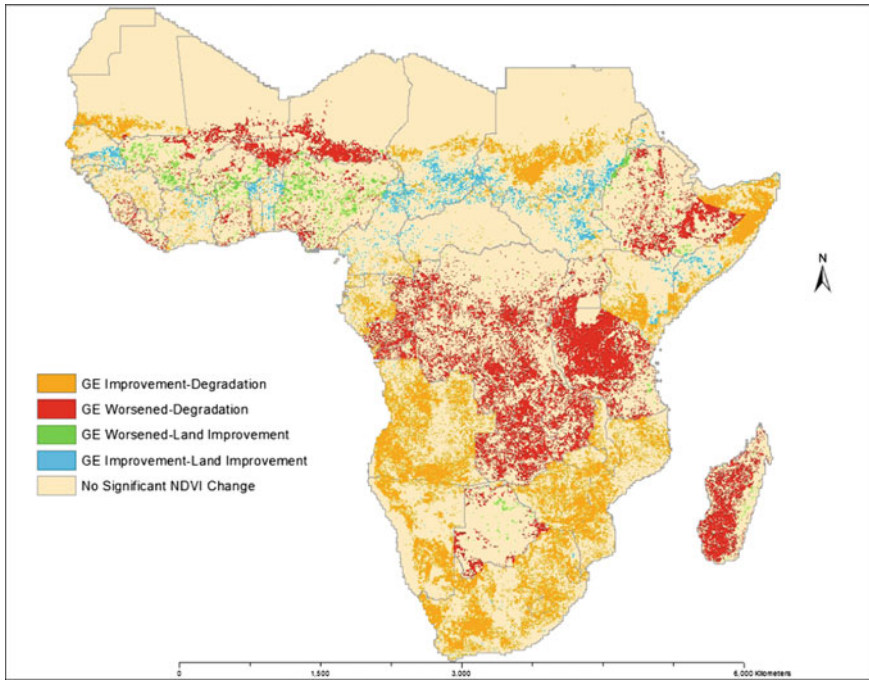 N
GE Improvement-Degradation
GE Worsened-Degradation
GE Worsened-Land Improvement
GE Improvement-Land Improvement
No Significant NDVI Change
0 1,500 3,000 6,000 Kilometers